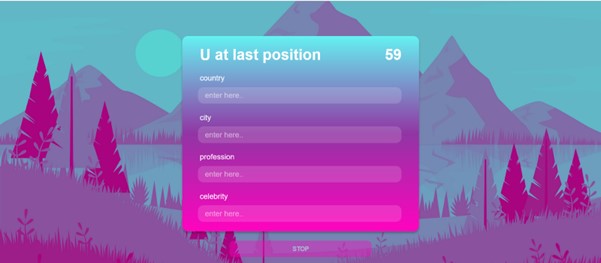 U at last position 59
country
enter here..
city
enter here..
profession
enter here..
celebrity
enter here..
STOP